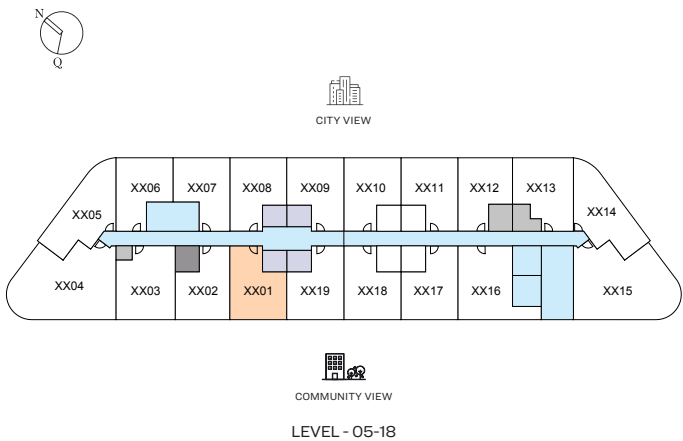 N
Q
CITY VIEW
XX06 XX07 XX08 XX09 XX10 XX11 XX12 XX13
XX05 XX14
XX04 XX03 XX02 XX01 XX19 XX18 XX17 XX16 XX15
COMMUNITY VIEW
LEVEL - 05-18